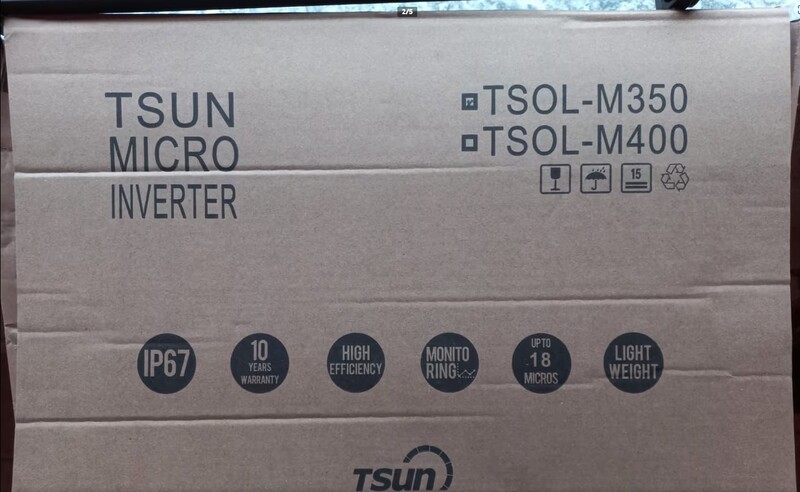 2/5
TSUN
MICRO
INVERTER
TSOL-M350
TSOL-M400
15
IP67
10
YEARS
WARRANTY
HIGH
EFFICIENCY
MONITO
RING
UPTO
18
MICROS
LIGHT
WEIGHT
TSUN